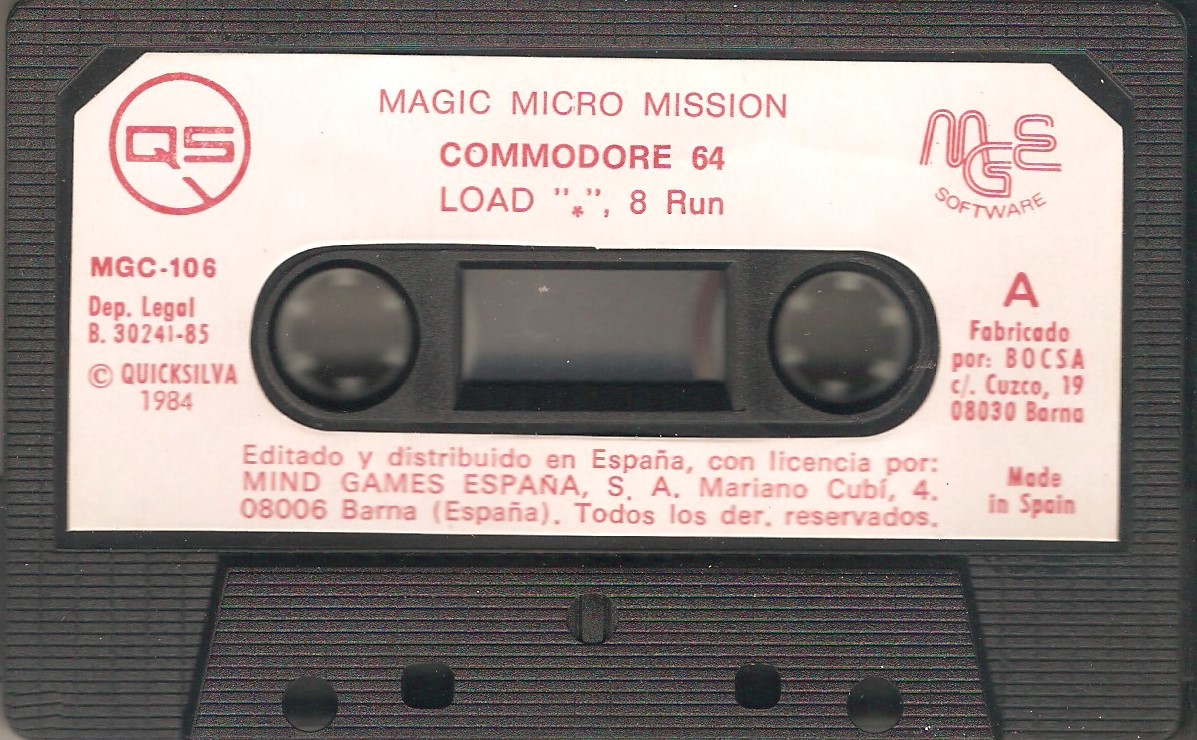 QS
MAGIC MICRO MISSION
COMMODORE 64
LOAD "*", 8 Run
MGE
SOFTWARE
MGC-106
Dep. Legal
B. 30241-85
© QUICKSILVA
1984
A
Fabricado
por: BOCSA
c/. Cuzco, 19
08030 Barna
Editado y distribuido en España, con licencia por:
MIND GAMES ESPAÑA, S. A. Mariano Cubí, 4.
08006 Barna (España). Todos los der. reservados.
Made
in Spain